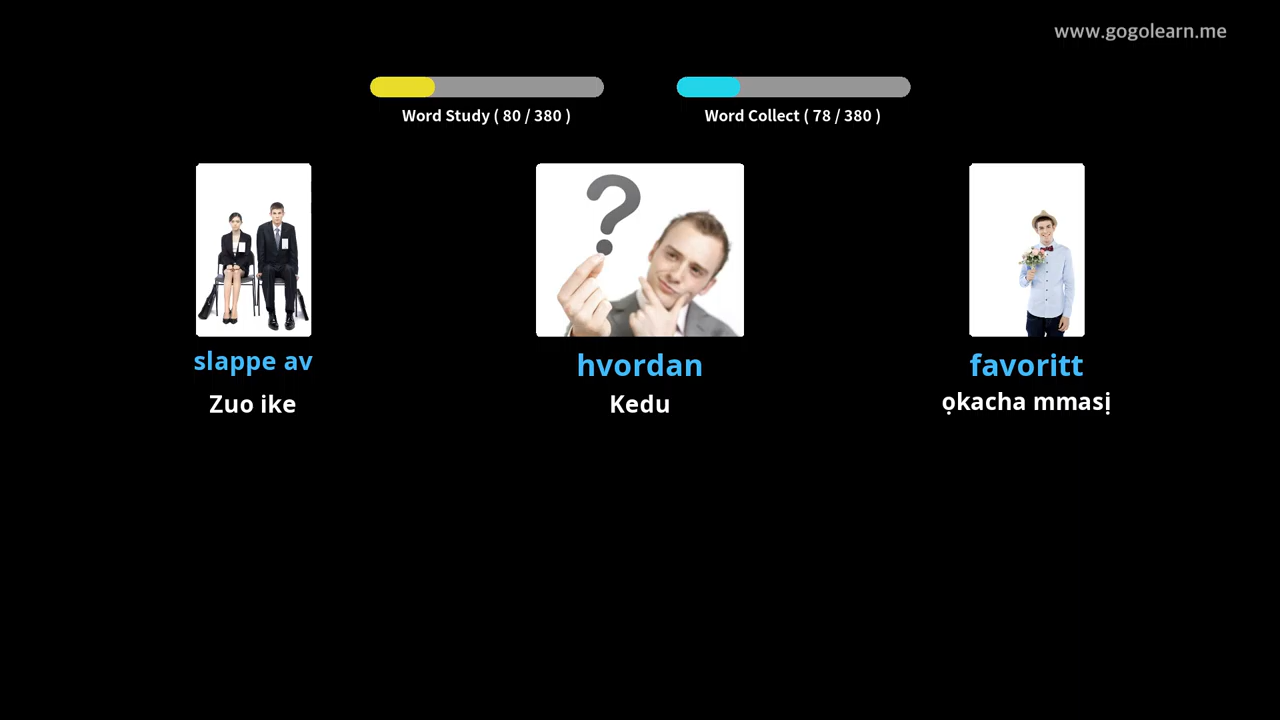 www.gogolearn.me
Word Study ( 80 / 380 )
Word Collect ( 78 / 380 )
slappe av
hvordan
favoritt
Zuo ike
Kedu
ọkacha mmasị